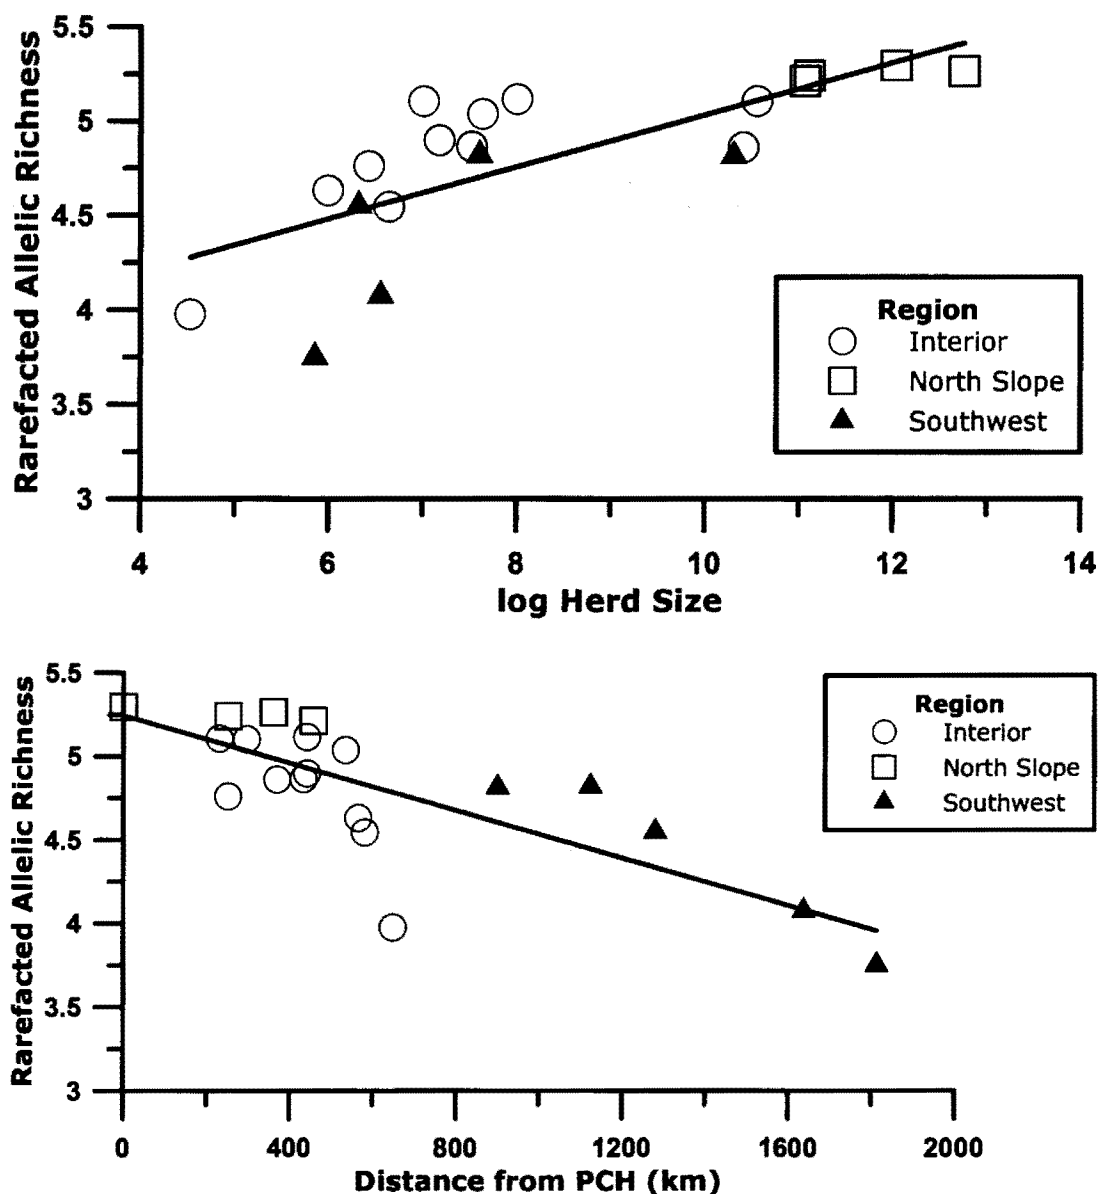 Rarefacted Allelic Richness
5.5
5
4.5
4
3.5
3
4
6
8
10
12
14
log Herd Size
Region
Interior
North Slope
Southwest
Rarefacted Allelic Richness
5.5
5
4.5
4
3.5
3
0
400
800
1200
1600
2000
Distance from PCH (km)
Region
Interior
North Slope
Southwest